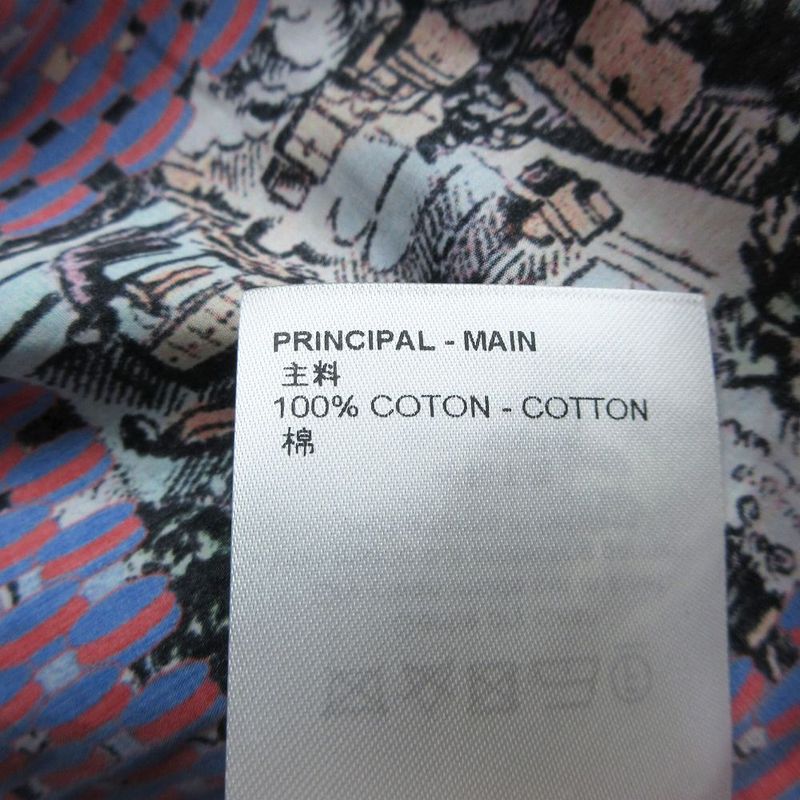 PRINCIPAL - MAIN
主料
100% COTON - COTTON
棉